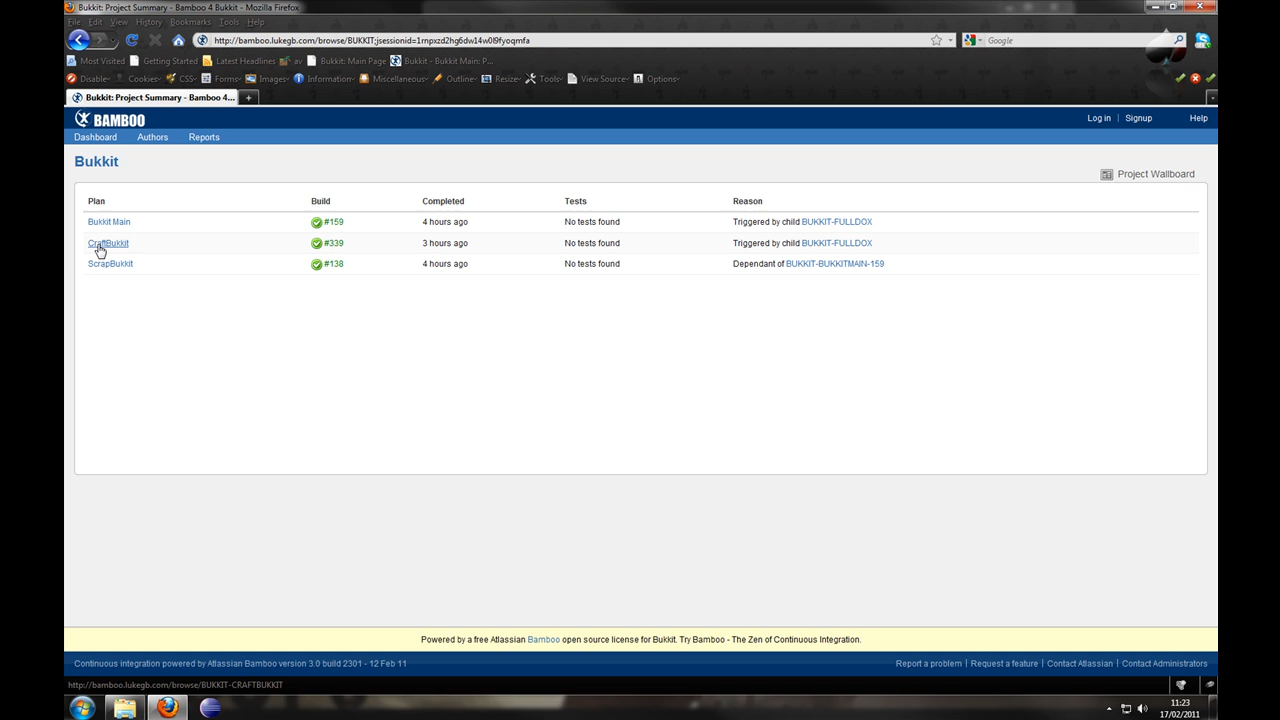 Bukkit: Project Summary - Bamboo 4 Bukkit - Mozilla Firefox
File Edit View History Bookmarks Tools Help
http://bamboo.lukegb.com/browse/BUKKIT;jsessionid=1rnpxzd2hg6dw14w0l9fyoqmfa
Google
Most Visited Getting Started Latest Headlines av Bukkit: Main Page Bukkit - Bukkit Main: P...
Disable Cookies CSS Forms Images Information Miscellaneous Outline Resize Tools View Source Options
Bukkit: Project Summary - Bamboo 4...
BAMBOO
Log in Signup Help
Dashboard Authors Reports
Bukkit
Project Wallboard
Plan Build Completed Tests Reason
Bukkit Main #159 4 hours ago No tests found Triggered by child BUKKIT-FULLDOX
CraftBukkit #339 3 hours ago No tests found Triggered by child BUKKIT-FULLDOX
ScrapBukkit #138 4 hours ago No tests found Dependant of BUKKIT-BUKKITMAIN-159
Powered by a free Atlassian Bamboo open source license for Bukkit. Try Bamboo - The Zen of Continuous Integration.
Continuous integration powered by Atlassian Bamboo version 3.0 build 2301 - 12 Feb 11
Report a problem | Request a feature | Contact Atlassian | Contact Administrators
http://bamboo.lukegb.com/browse/BUKKIT-CRAFTBUKKIT
11:23
17/02/2011